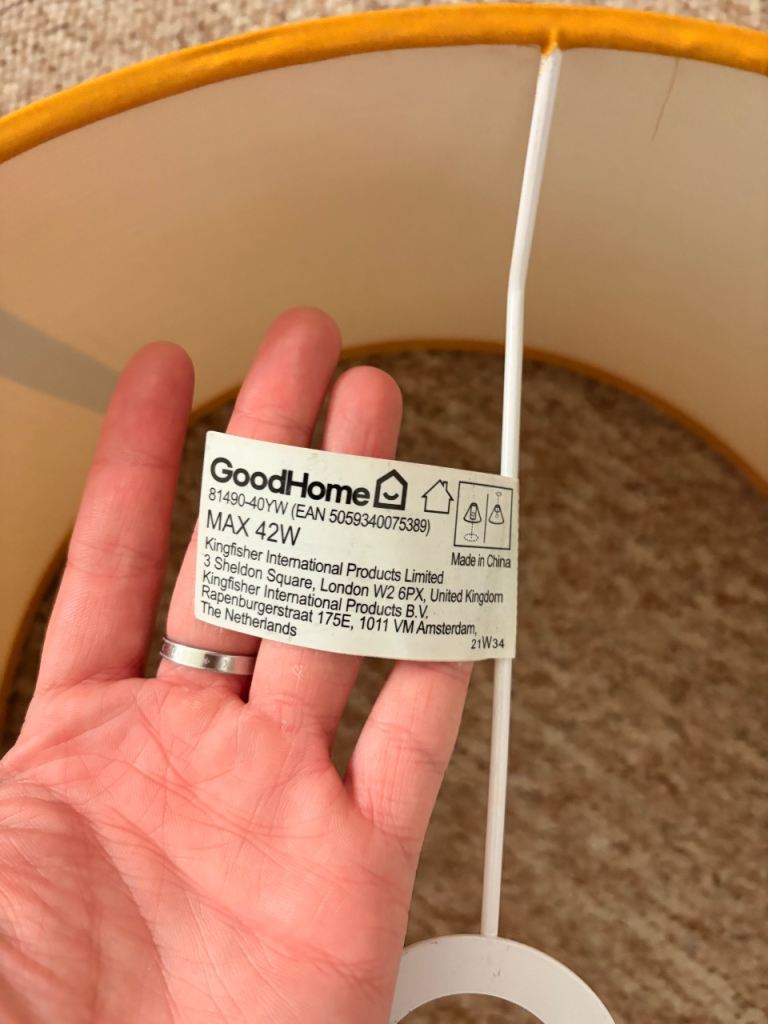 GoodHome
81490-40YW (EAN 5059340075389)
MAX 42W
Made in China
Kingfisher International Products Limited
3 Sheldon Square, London W2 6PX, United Kingdom
Kingfisher International Products B.V.
Rapenburgerstraat 175E, 1011 VM Amsterdam,
The Netherlands
21W34